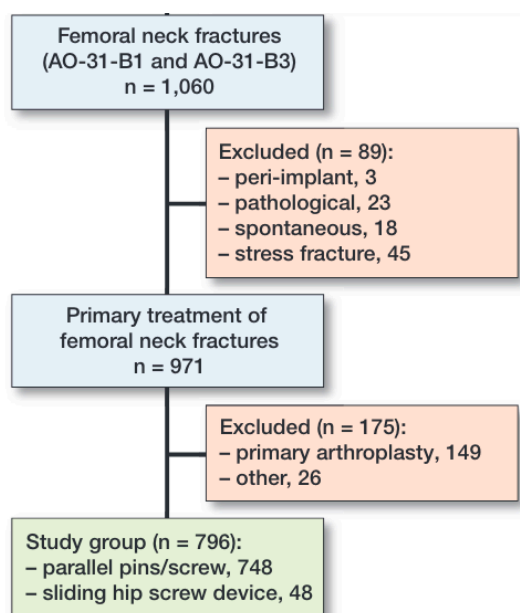 Femoral neck fractures
(AO-31-B1 and AO-31-B3)
n = 1,060
Excluded (n = 89):
– peri-implant, 3
– pathological, 23
– spontaneous, 18
– stress fracture, 45
Primary treatment of
femoral neck fractures
n = 971
Excluded (n = 175):
– primary arthroplasty, 149
– other, 26
Study group (n = 796):
– parallel pins/screw, 748
– sliding hip screw device, 48